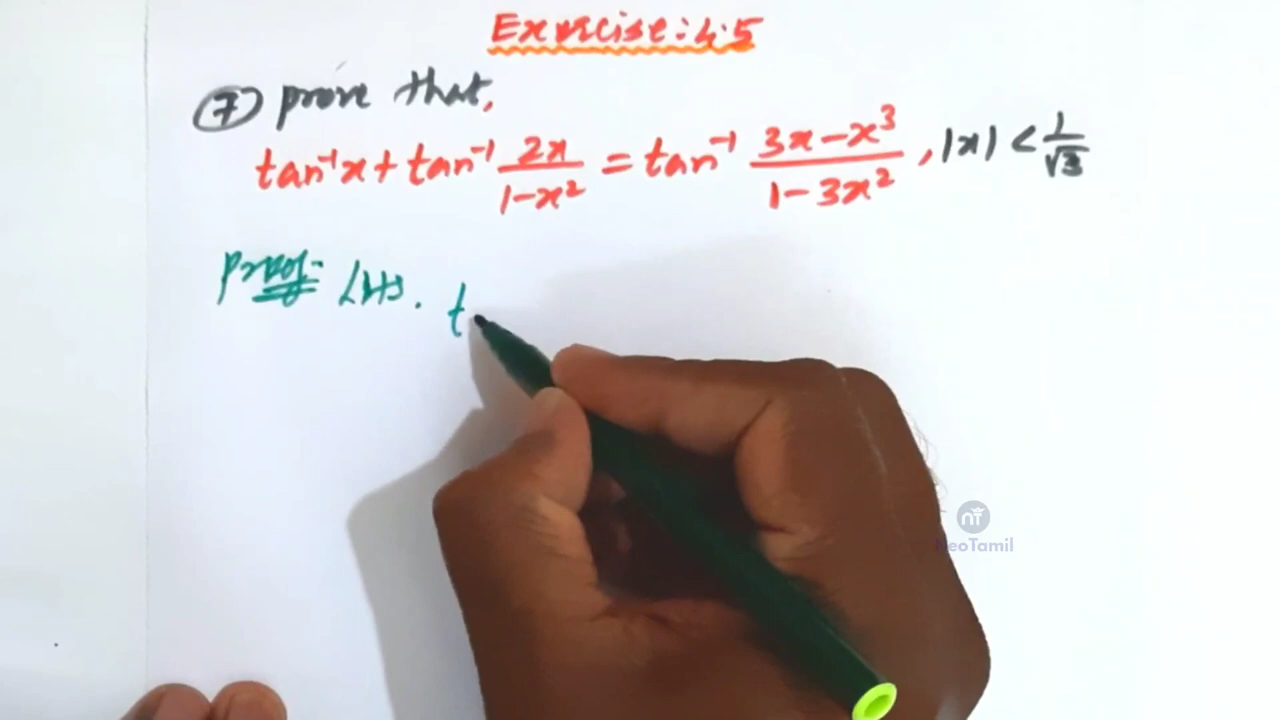 Exercise: 4.5
⑦ prove that,
tan⁻¹x + tan⁻¹ 2x/(1-x²) = tan⁻¹ (3x-x³)/(1-3x²), |x| < 1/√3
Proof:- LHS. t
NeoTamil